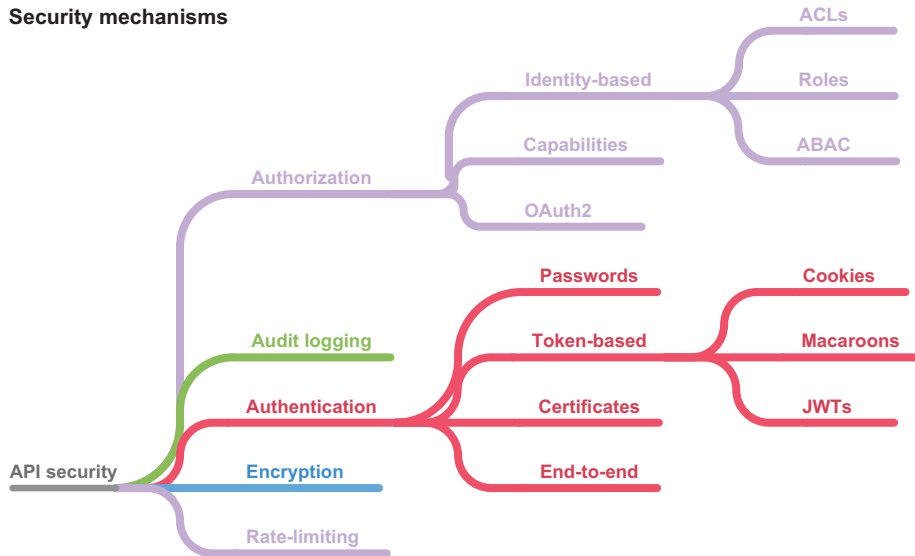 Security mechanisms
ACLs
Identity-based
Roles
Capabilities
ABAC
Authorization
OAuth2
Passwords
Cookies
Audit logging
Token-based
Macaroons
Authentication
Certificates
JWTs
API security
Encryption
End-to-end
Rate-limiting